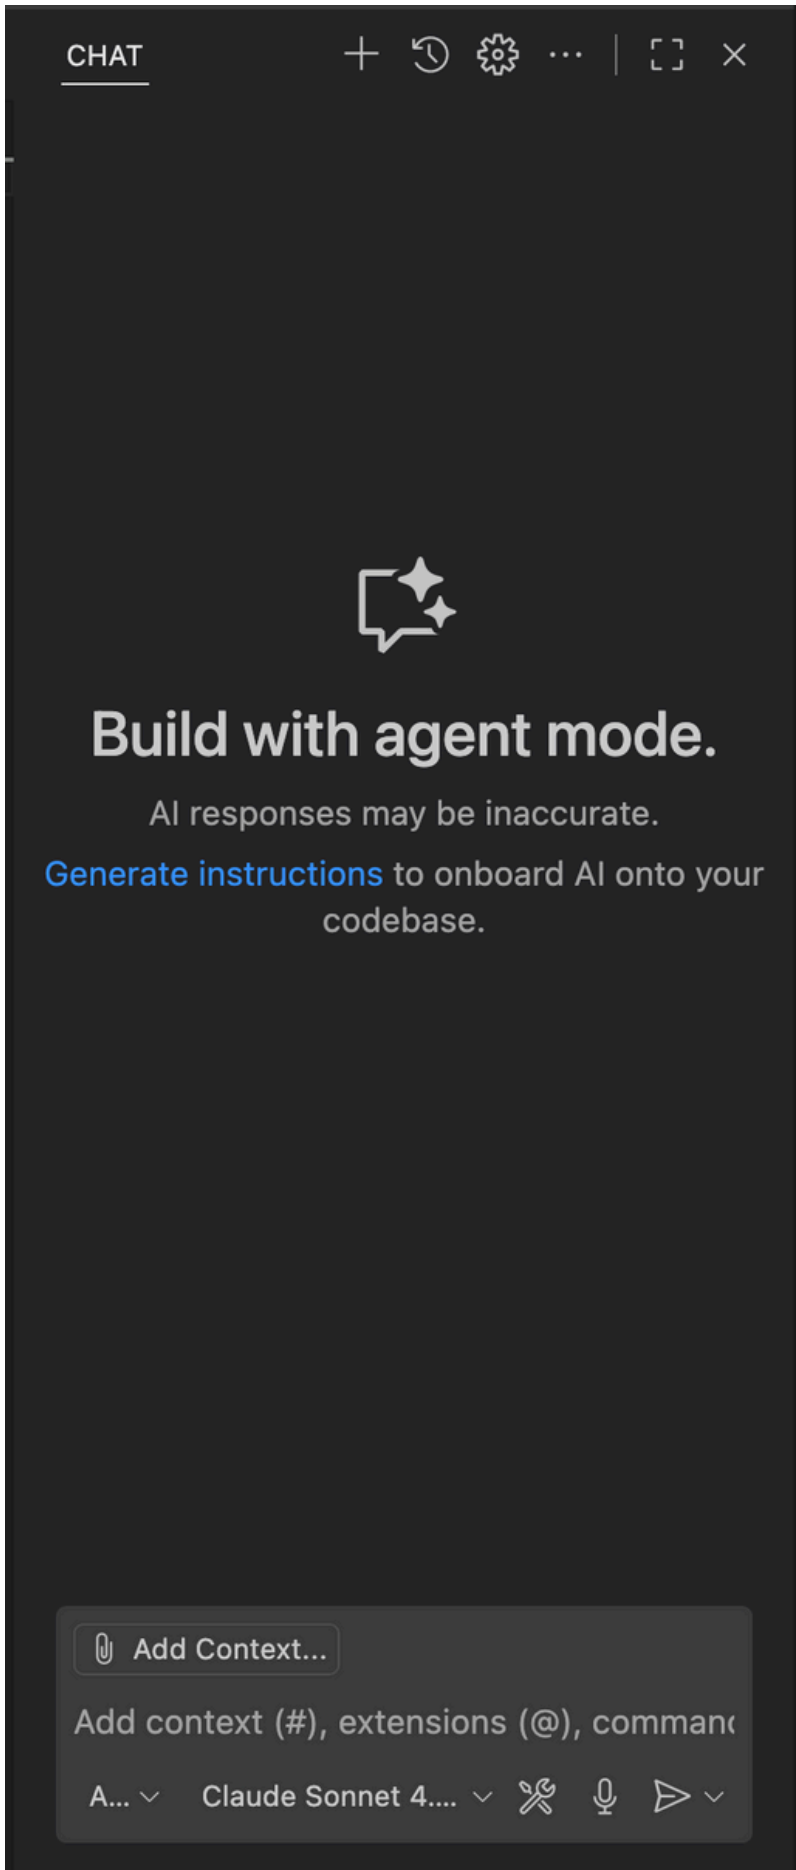 CHAT
Build with agent mode.
AI responses may be inaccurate.
Generate instructions to onboard AI onto your
codebase.
Add Context...
Add context (#), extensions (@), command
A...
Claude Sonnet 4....